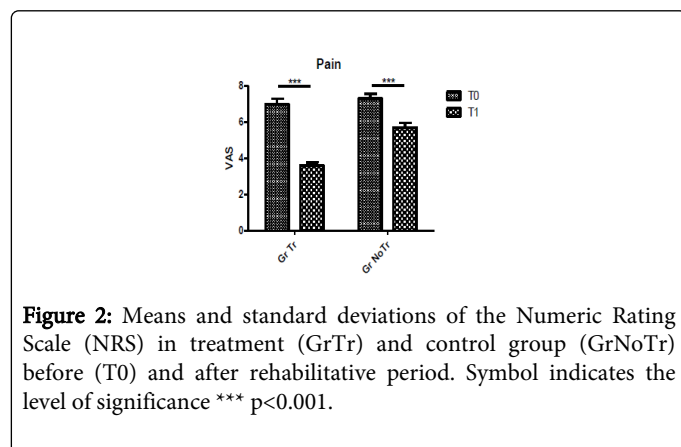 Pain
*** ***
8
6
4
2
0
VAS
Gr Tr
Gr NoTr
T0
T1
Figure 2: Means and standard deviations of the Numeric Rating
Scale (NRS) in treatment (GrTr) and control group (GrNoTr)
before (T0) and after rehabilitative period. Symbol indicates the
level of significance *** p<0.001.